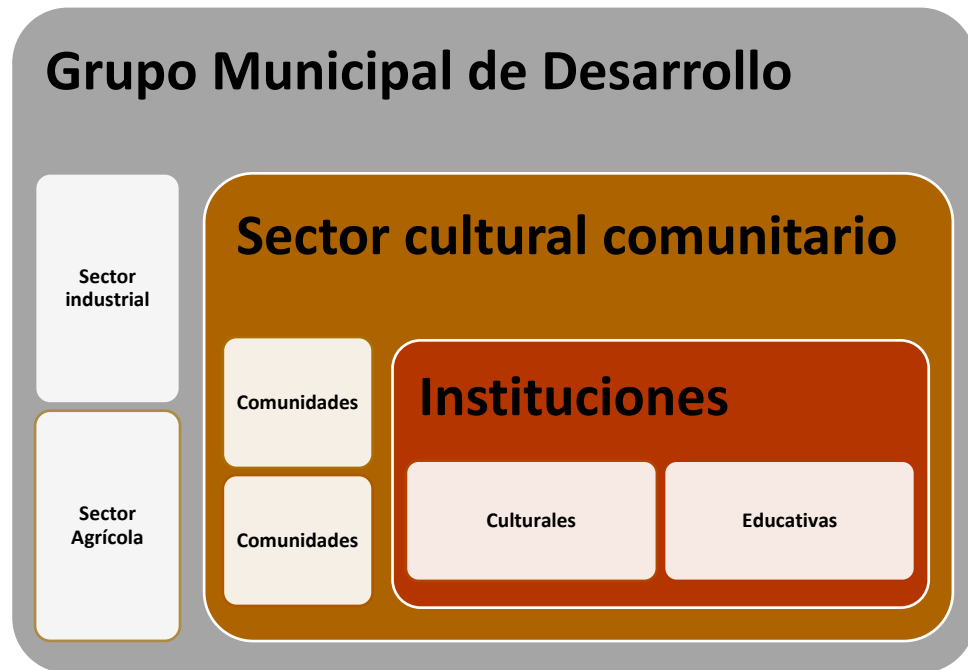 Grupo Municipal de Desarrollo
Sector
industrial
Sector
Agrícola
Sector cultural comunitario
Comunidades
Comunidades
Instituciones
Culturales
Educativas